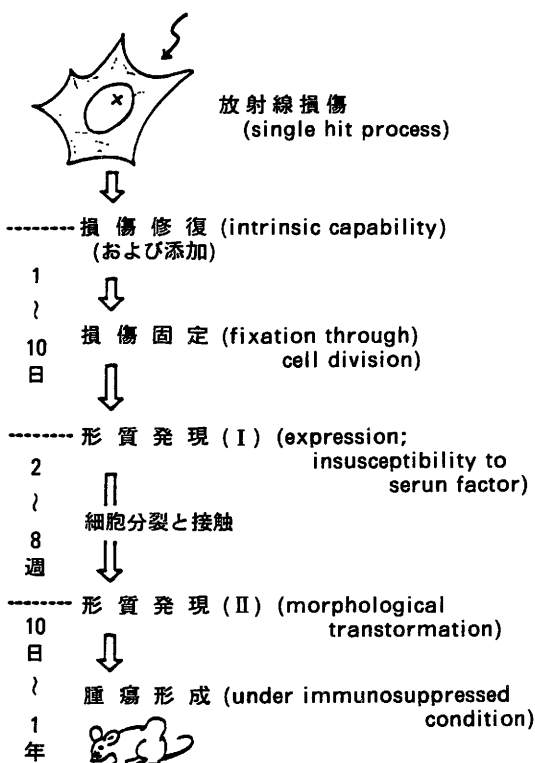 放射線損傷
(single hit process)
損傷修復 (intrinsic capability)
(および添加)
1
~
10
日
損傷固定 (fixation through)
cell division)
形質発現 (I) (expression;
insusceptibility to
serun factor)
2
~
8
週
細胞分裂と接触
形質発現 (II) (morphological
transtormation)
10
日
~
1
年
腫瘍形成 (under immunosuppressed
condition)